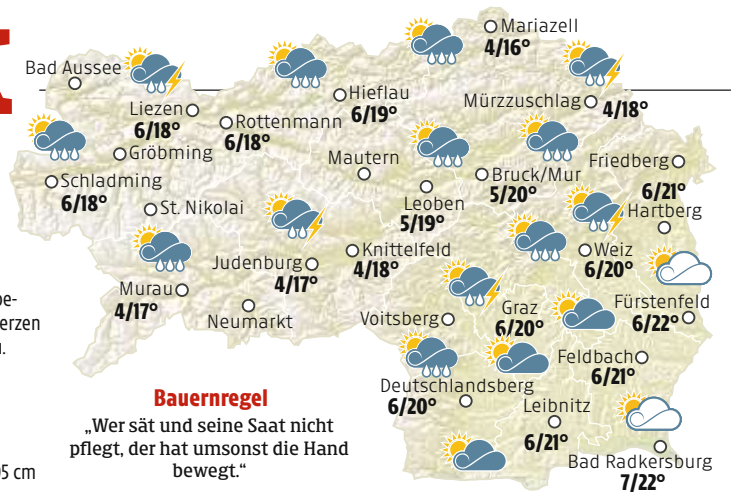 Mariazell
4/16°
Bad Aussee
Liezen
6/18°
Hieflau
6/19°
Rottenmann
6/18°
Mürzzuschlag
4/18°
Gröbming
Mautern
Bruck/Mur
5/20°
Friedberg
6/21°
Schladming
6/18°
St. Nikolai
Leoben
5/19°
Hartberg
Judenburg
4/17°
Knittelfeld
4/18°
Weiz
6/20°
Murau
4/17°
Neumarkt
Voitsberg
Graz
6/20°
Fürstenfeld
6/22°
Feldbach
6/21°
Deutschlandsberg
6/20°
Leibnitz
6/21°
Bad Radkersburg
7/22°
be-
erzen
Bauernregel
„Wer sät und seine Saat nicht
pflegt, der hat umsonst die Hand
bewegt.“
5 cm